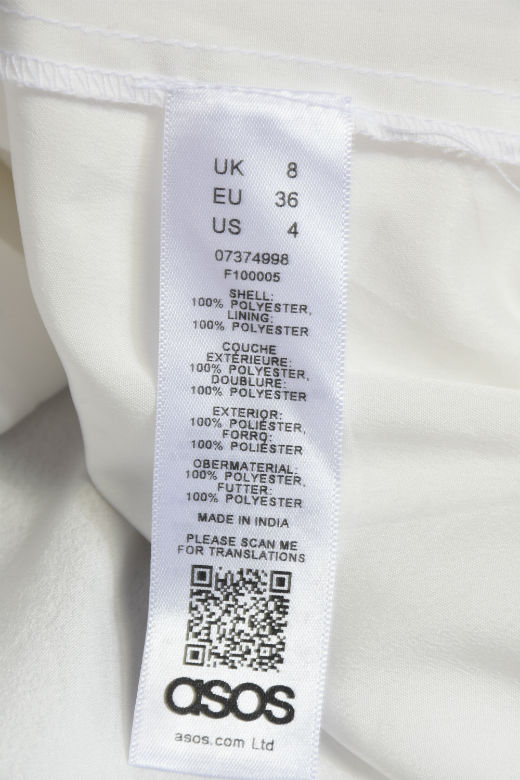 UK 8
EU 36
US 4
07374998
F100005
SHELL:
100% POLYESTER,
LINING:
100% POLYESTER
COUCHE
EXTÉRIEURE:
100% POLYESTER,
DOUBLURE:
100% POLYESTER
EXTERIOR:
100% POLIÉSTER,
FORRO:
100% POLIÉSTER
OBERMATERIAL:
100% POLYESTER,
FUTTER:
100% POLYESTER
MADE IN INDIA
PLEASE SCAN ME
FOR TRANSLATIONS
asos
asos.com Ltd